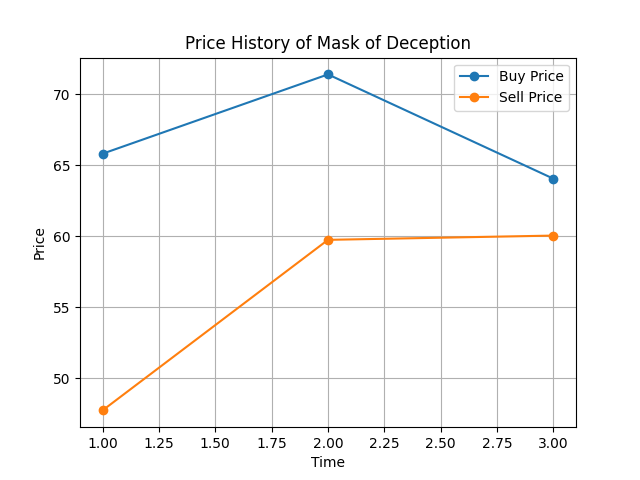 Price History of Mask of Deception
Buy Price
Sell Price
70
65
60
55
50
Price
1.00 1.25 1.50 1.75 2.00 2.25 2.50 2.75 3.00
Time